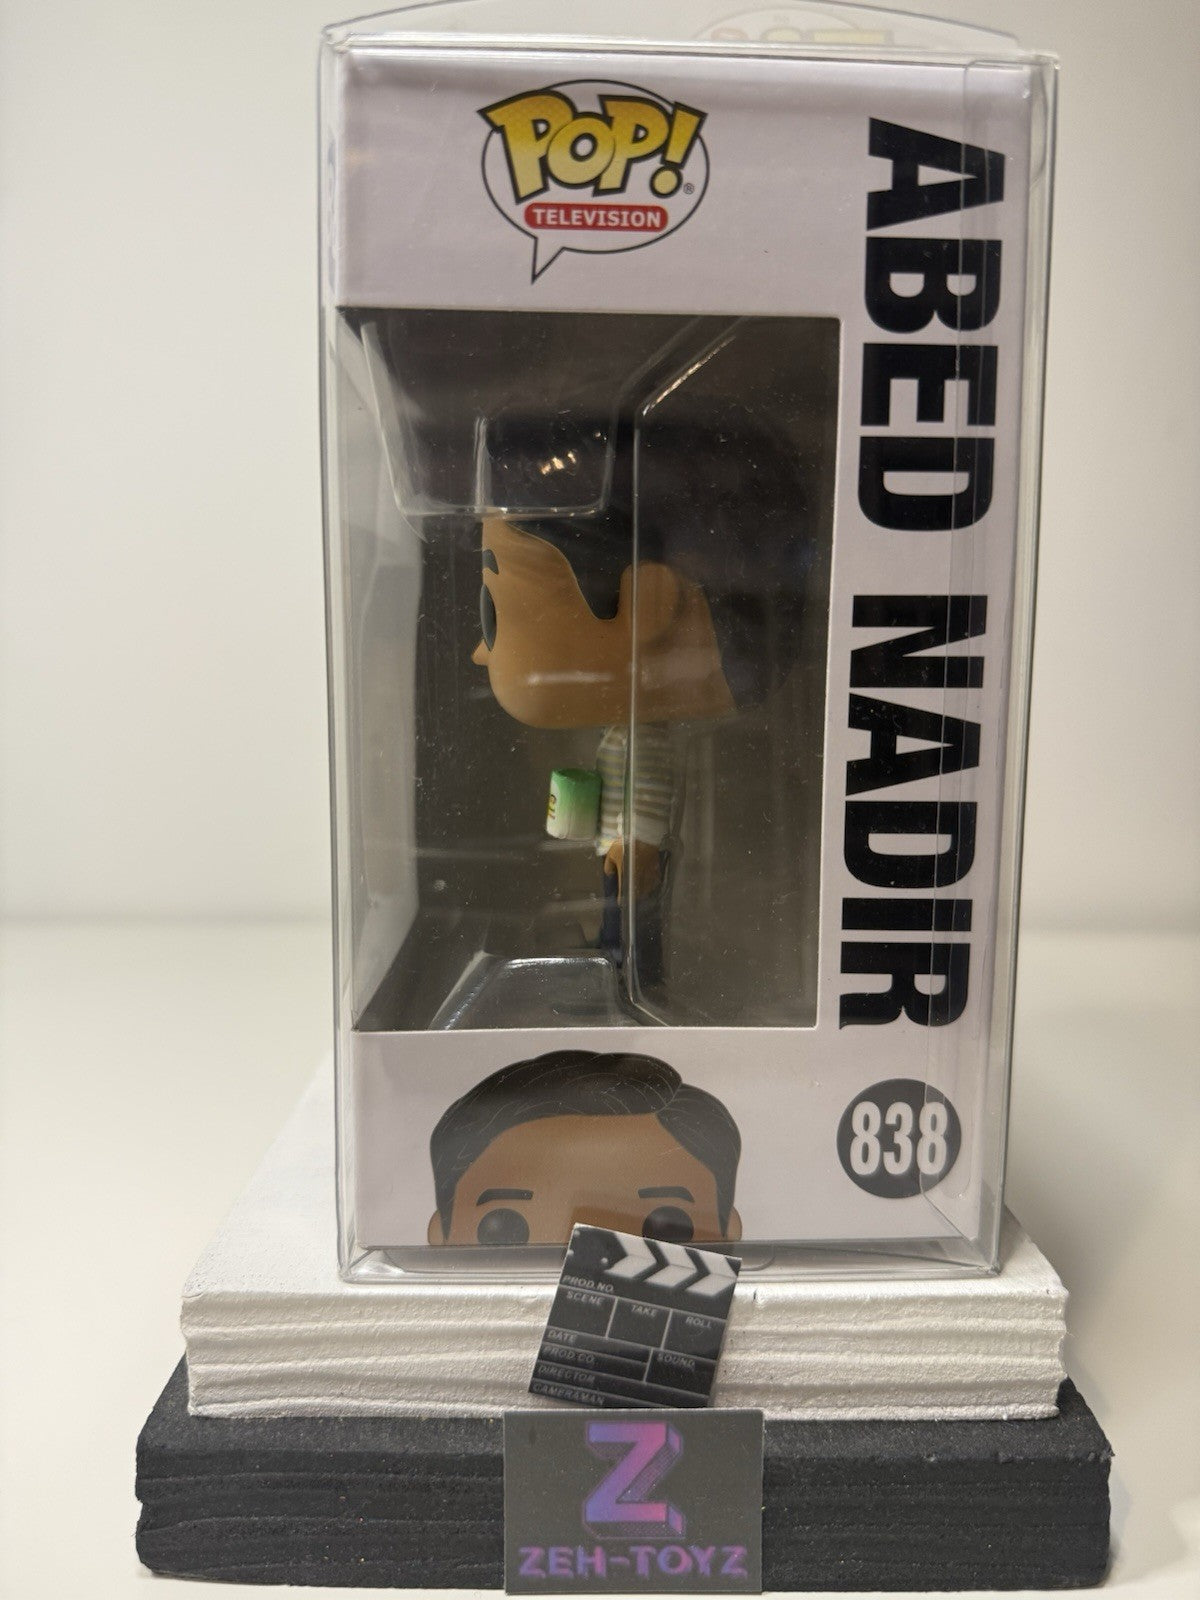 POP!®
TELEVISION
ABED NADIR
838
PROD.NO.
SCENE TAKE ROLL
DATE
PROD.CO. SOUND
DIRECTOR
CAMERAMAN
Z
ZEH-TOYZ